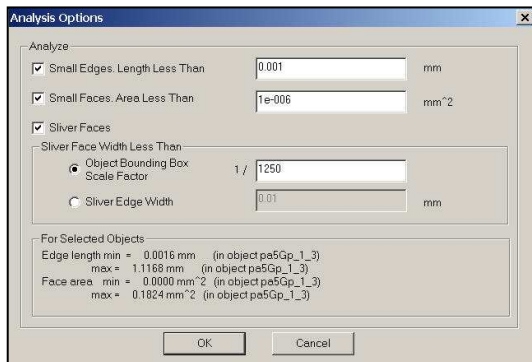 Analysis Options
Analyze
Small Edges. Length Less Than 0.001 mm
Small Faces. Area Less Than 1e-006 mm^2
Sliver Faces
Sliver Face Width Less Than
Object Bounding Box
Scale Factor 1 / 1250
Sliver Edge Width 0.01 mm
For Selected Objects
Edge length min = 0.0016 mm (in object pa5Gp_1_3)
max = 1.1168 mm (in object pa5Gp_1_3)
Face area min = 0.0000 mm^2 (in object pa5Gp_1_3)
max = 0.1824 mm^2 (in object pa5Gp_1_3)
OK Cancel